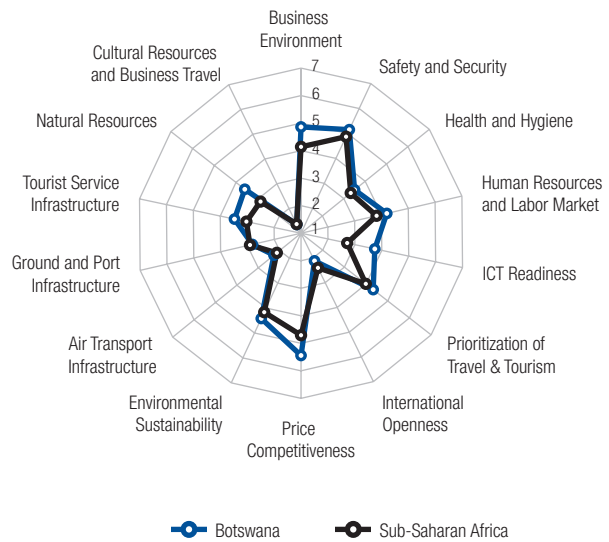 Business
Environment
Safety and Security
Health and Hygiene
Human Resources
and Labor Market
ICT Readiness
Prioritization of
Travel & Tourism
International
Openness
Price
Competitiveness
Environmental
Sustainability
Air Transport
Infrastructure
Ground and Port
Infrastructure
Tourist Service
Infrastructure
Natural Resources
Cultural Resources
and Business Travel
7
6
5
4
3
2
1
Botswana
Sub-Saharan Africa